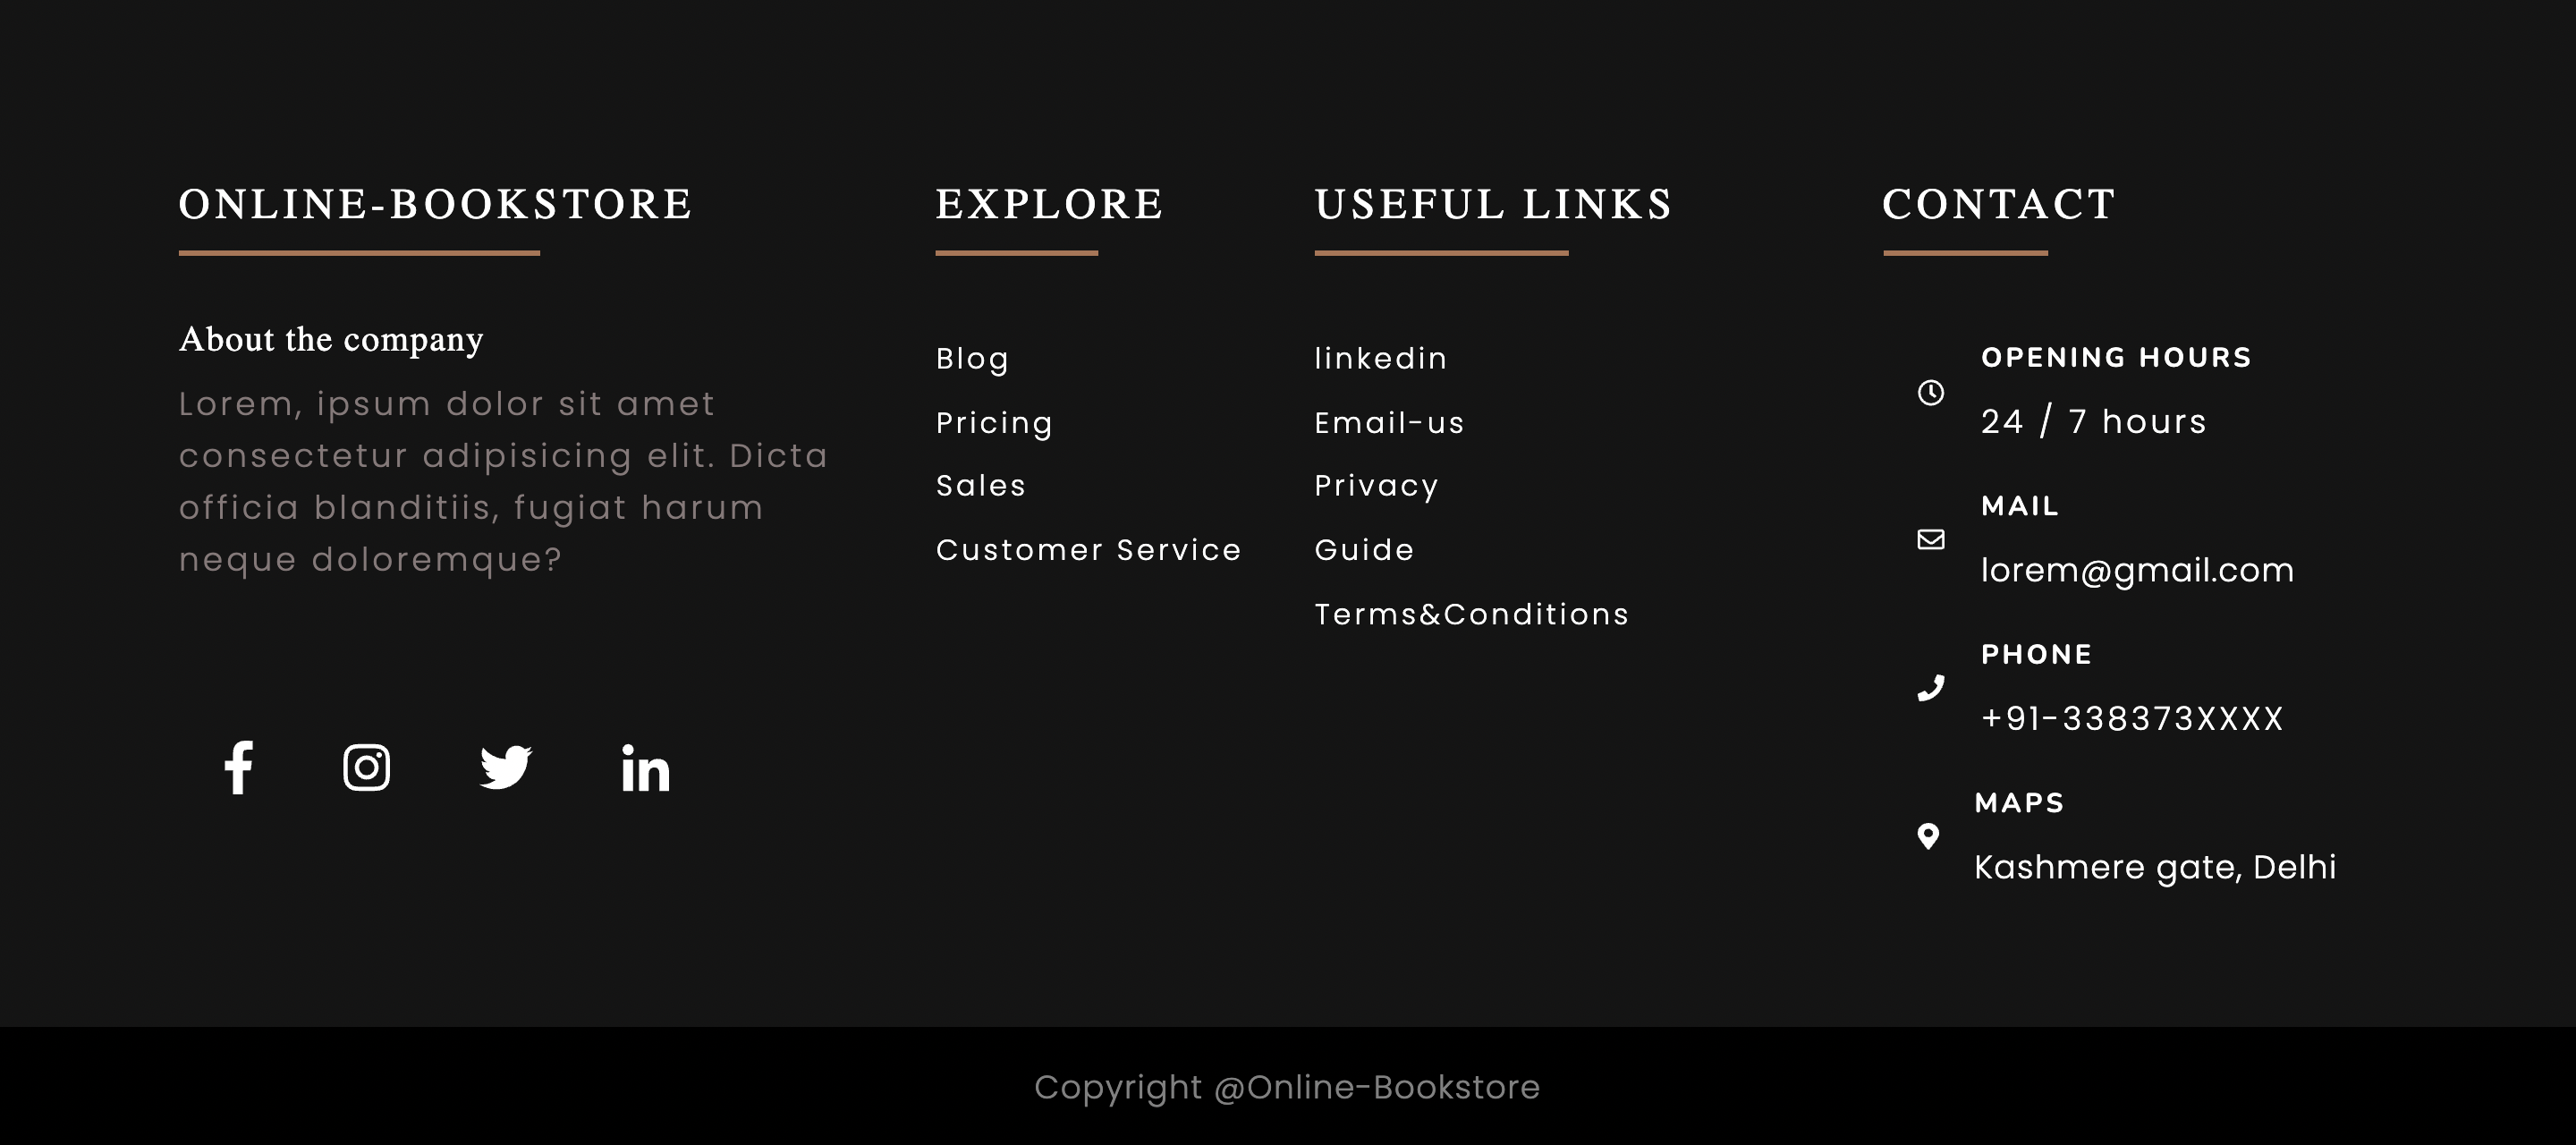 ONLINE-BOOKSTORE
About the company
Lorem, ipsum dolor sit amet
consectetur adipisicing elit. Dicta
officia blanditiis, fugiat harum
neque doloremque?
EXPLORE
Blog
Pricing
Sales
Customer Service
USEFUL LINKS
linkedin
Email-us
Privacy
Guide
Terms&Conditions
CONTACT
OPENING HOURS
24 / 7 hours
MAIL
lorem@gmail.com
PHONE
+91-338373XXXX
MAPS
Kashmere gate, Delhi
Copyright @Online-Bookstore